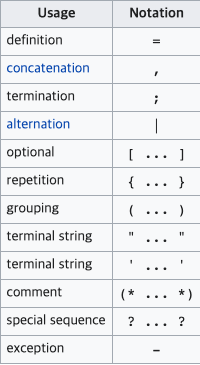 Usage Notation
definition =
concatenation ,
termination ;
alternation |
optional [ ... ]
repetition { ... }
grouping ( ... )
terminal string " ... "
terminal string ' ... '
comment (* ... *)
special sequence ? ... ?
exception -